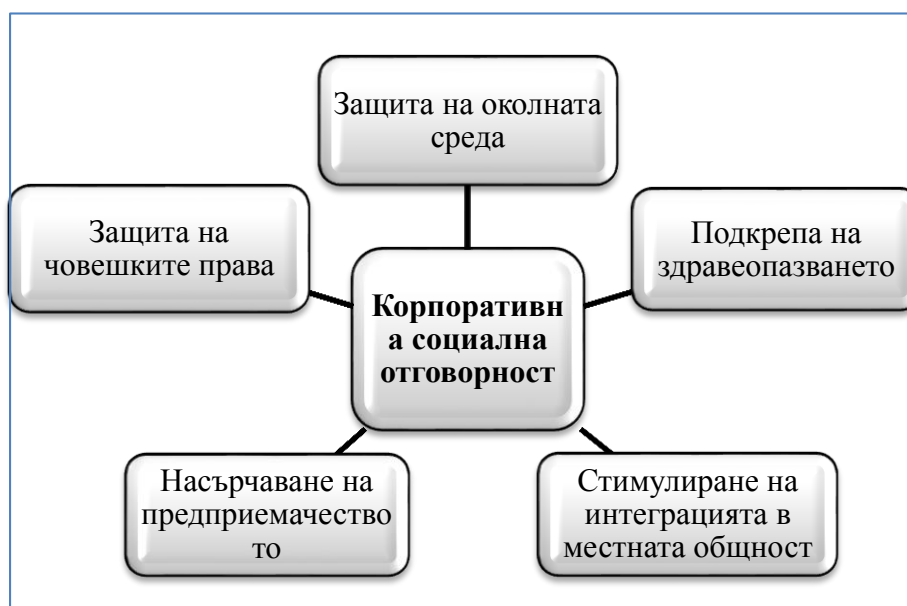 Защита на околната
среда
Защита на
човешките права
Подкрепа на
здравеопазването
Корпоративн
а социална
отговорност
Насърчаване на
предприемачество
то
Стимулиране на
интеграцията в
местната общност